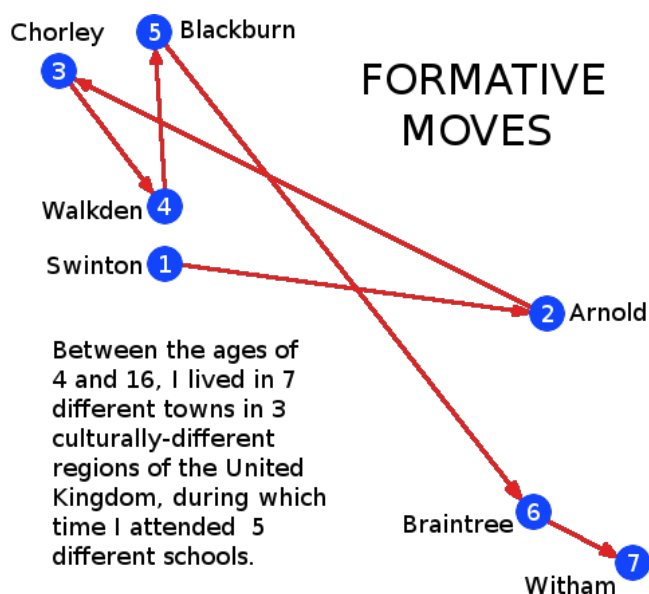 FORMATIVE
MOVES
Chorley
5 Blackburn
3
Walkden 4
Swinton 1
2 Arnold
Between the ages of
4 and 16, I lived in 7
different towns in 3
culturally-different
regions of the United
Kingdom, during which
time I attended  5
different schools.
Braintree 6
7
Witham